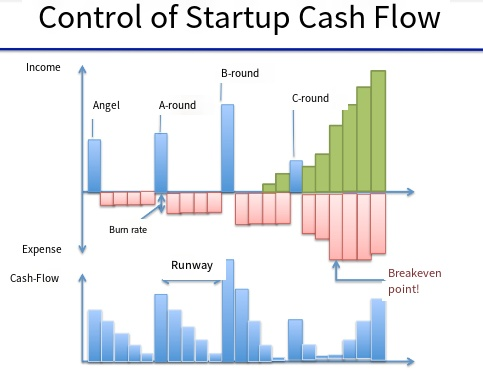 Control of Startup Cash Flow
Income
B-round
Angel
A-round
C-round
Burn rate
Expense
Runway
Cash-Flow
Breakeven
point!